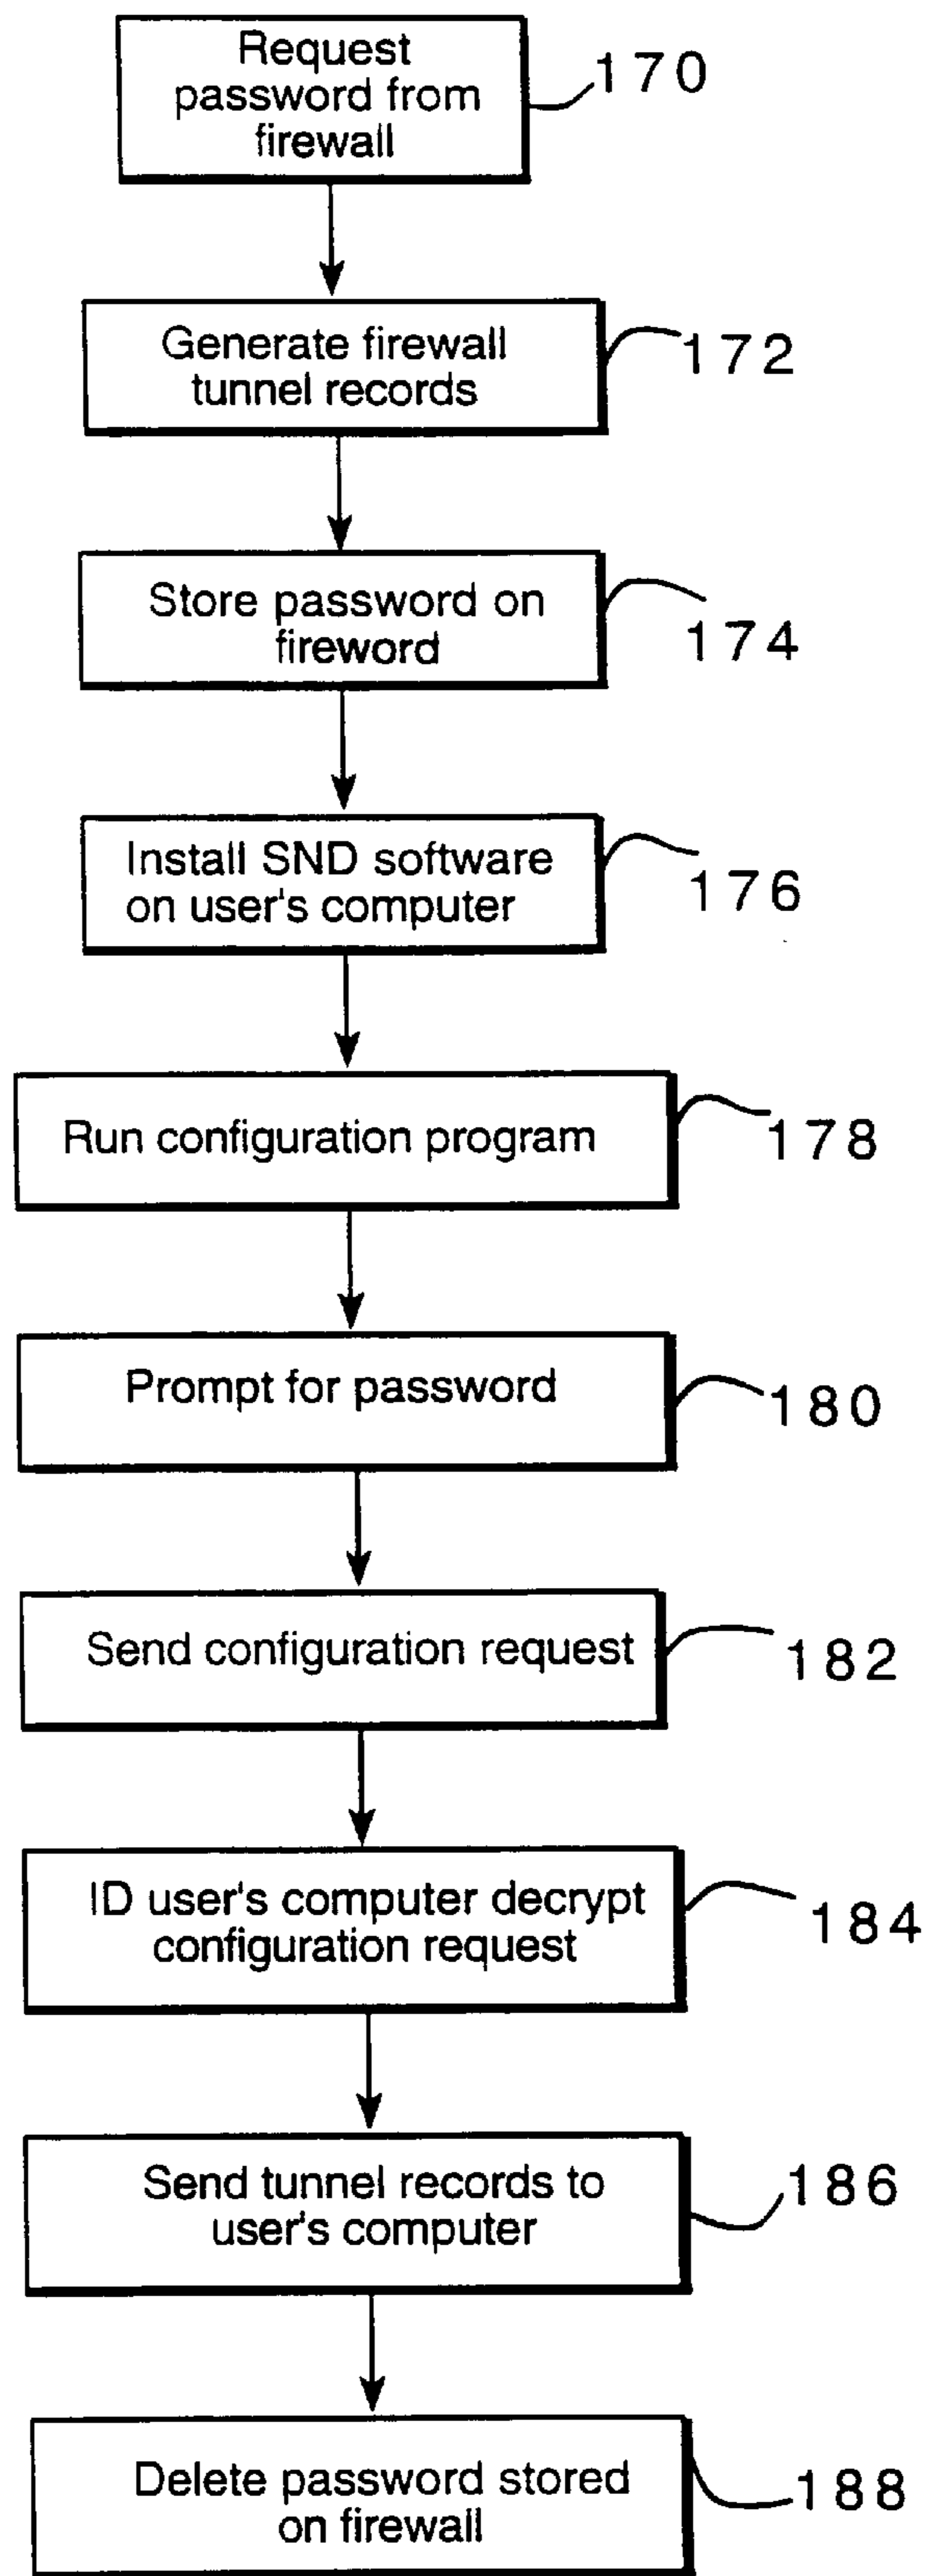 Request
password from
firewall
170
Generate firewall
tunnel records
172
Store password on
fireword
174
Install SND software
on user's computer
176
Run configuration program
178
Prompt for password
180
Send configuration request
182
ID user's computer decrypt
configuration request
184
Send tunnel records to
user's computer
186
Delete password stored
on firewall
188